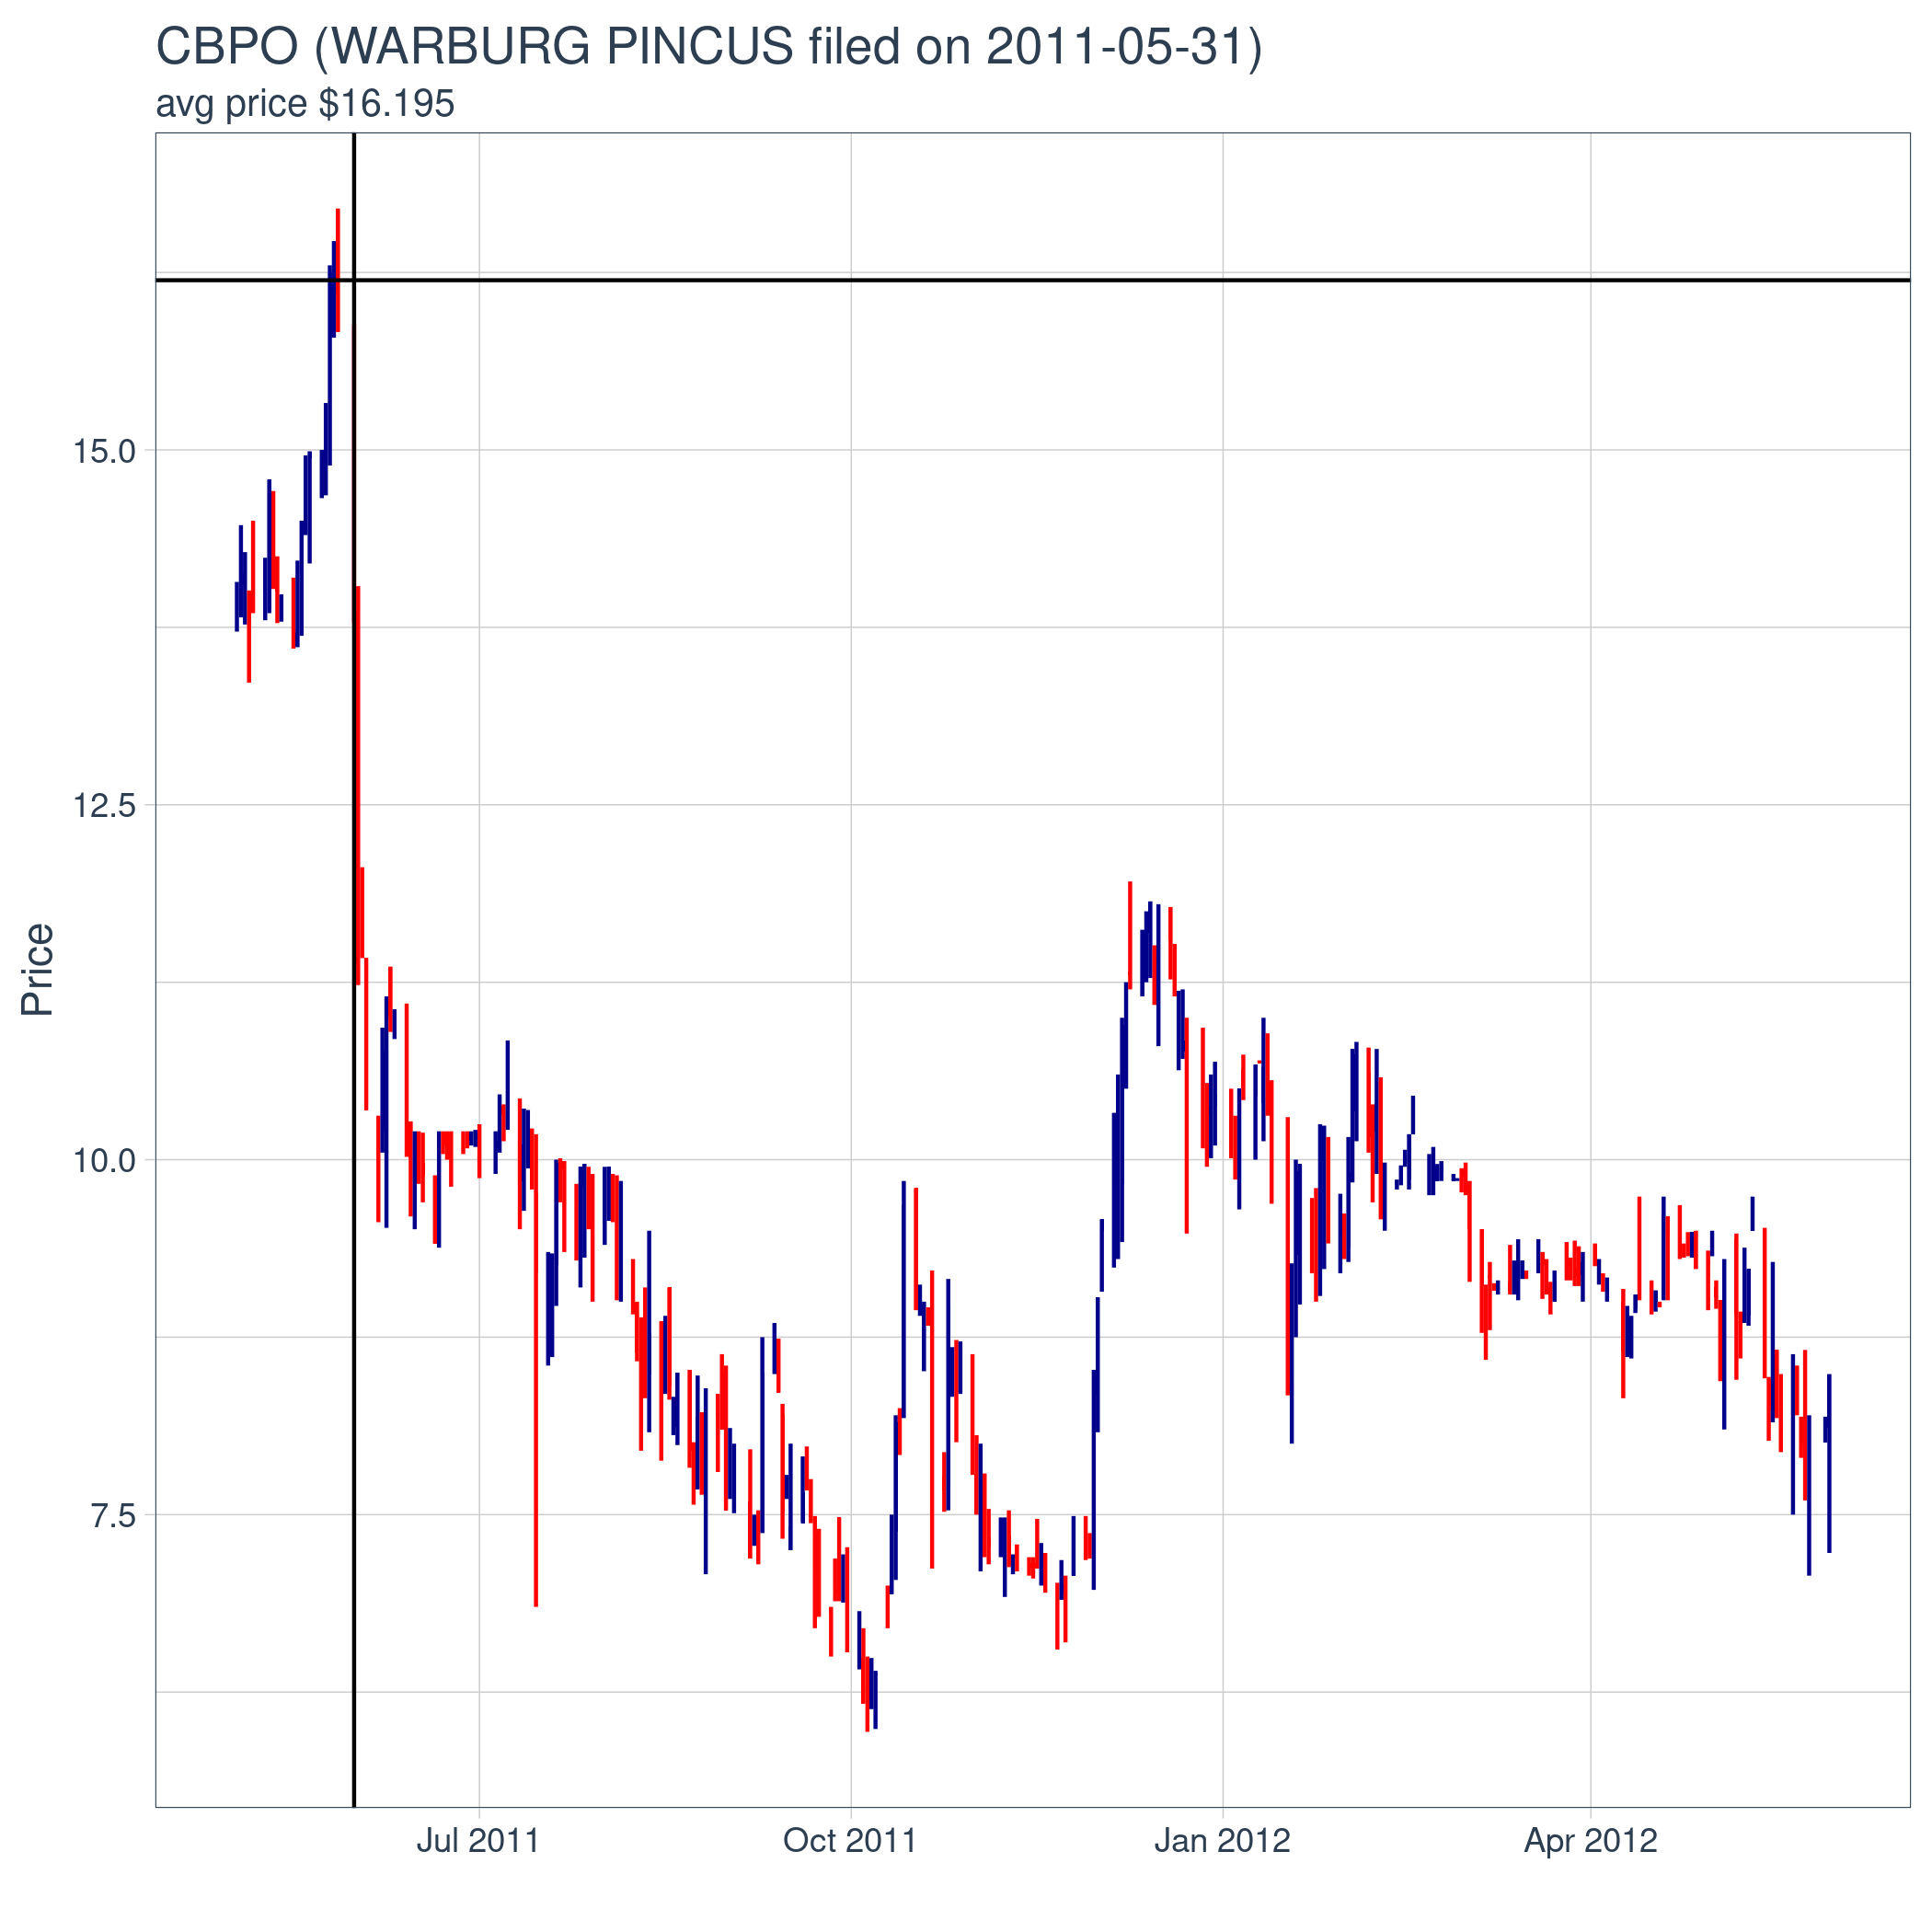 CBPO (WARBURG PINCUS filed on 2011-05-31)
avg price $16.195
15.0
12.5
10.0
7.5
Price
Jul 2011
Oct 2011
Jan 2012
Apr 2012